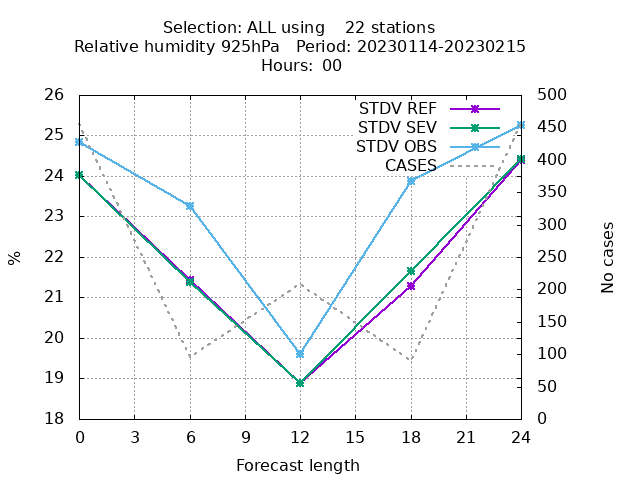 Selection: ALL using    22 stations
Relative humidity 925hPa   Period: 20230114-20230215
Hours: 00
STDV REF
STDV SEV
STDV OBS
CASES
26
25
24
23
22
21
20
19
18
%
500
450
400
350
300
250
200
150
100
50
0
No cases
0 3 6 9 12 15 18 21 24
Forecast length